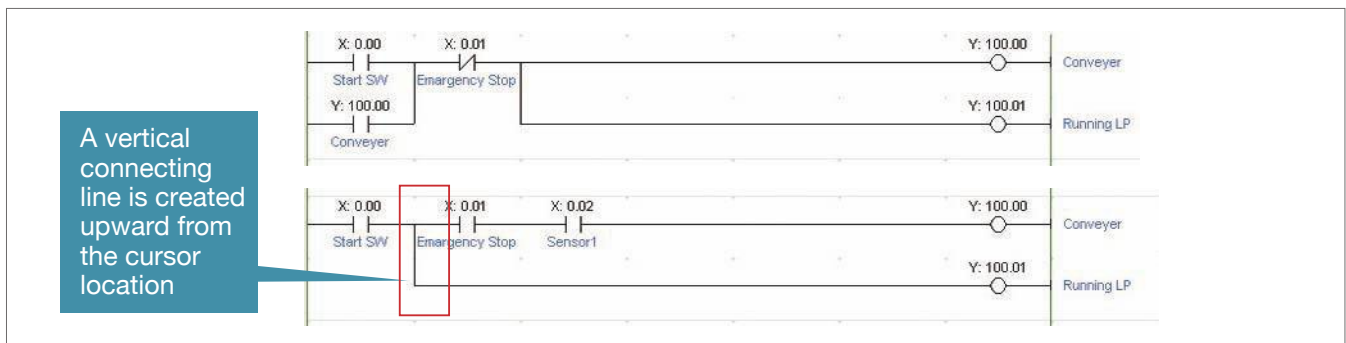 X: 0.00 X: 0.01 Y: 100.00
Start SW Emargency Stop Conveyer
Y: 100.00 Y: 100.01
Conveyer Running LP
A vertical
connecting
line is created
upward from
the cursor
location
X: 0.00 X: 0.01 X: 0.02 Y: 100.00
Start SW Emargency Stop Sensor1 Conveyer
Y: 100.01
Running LP